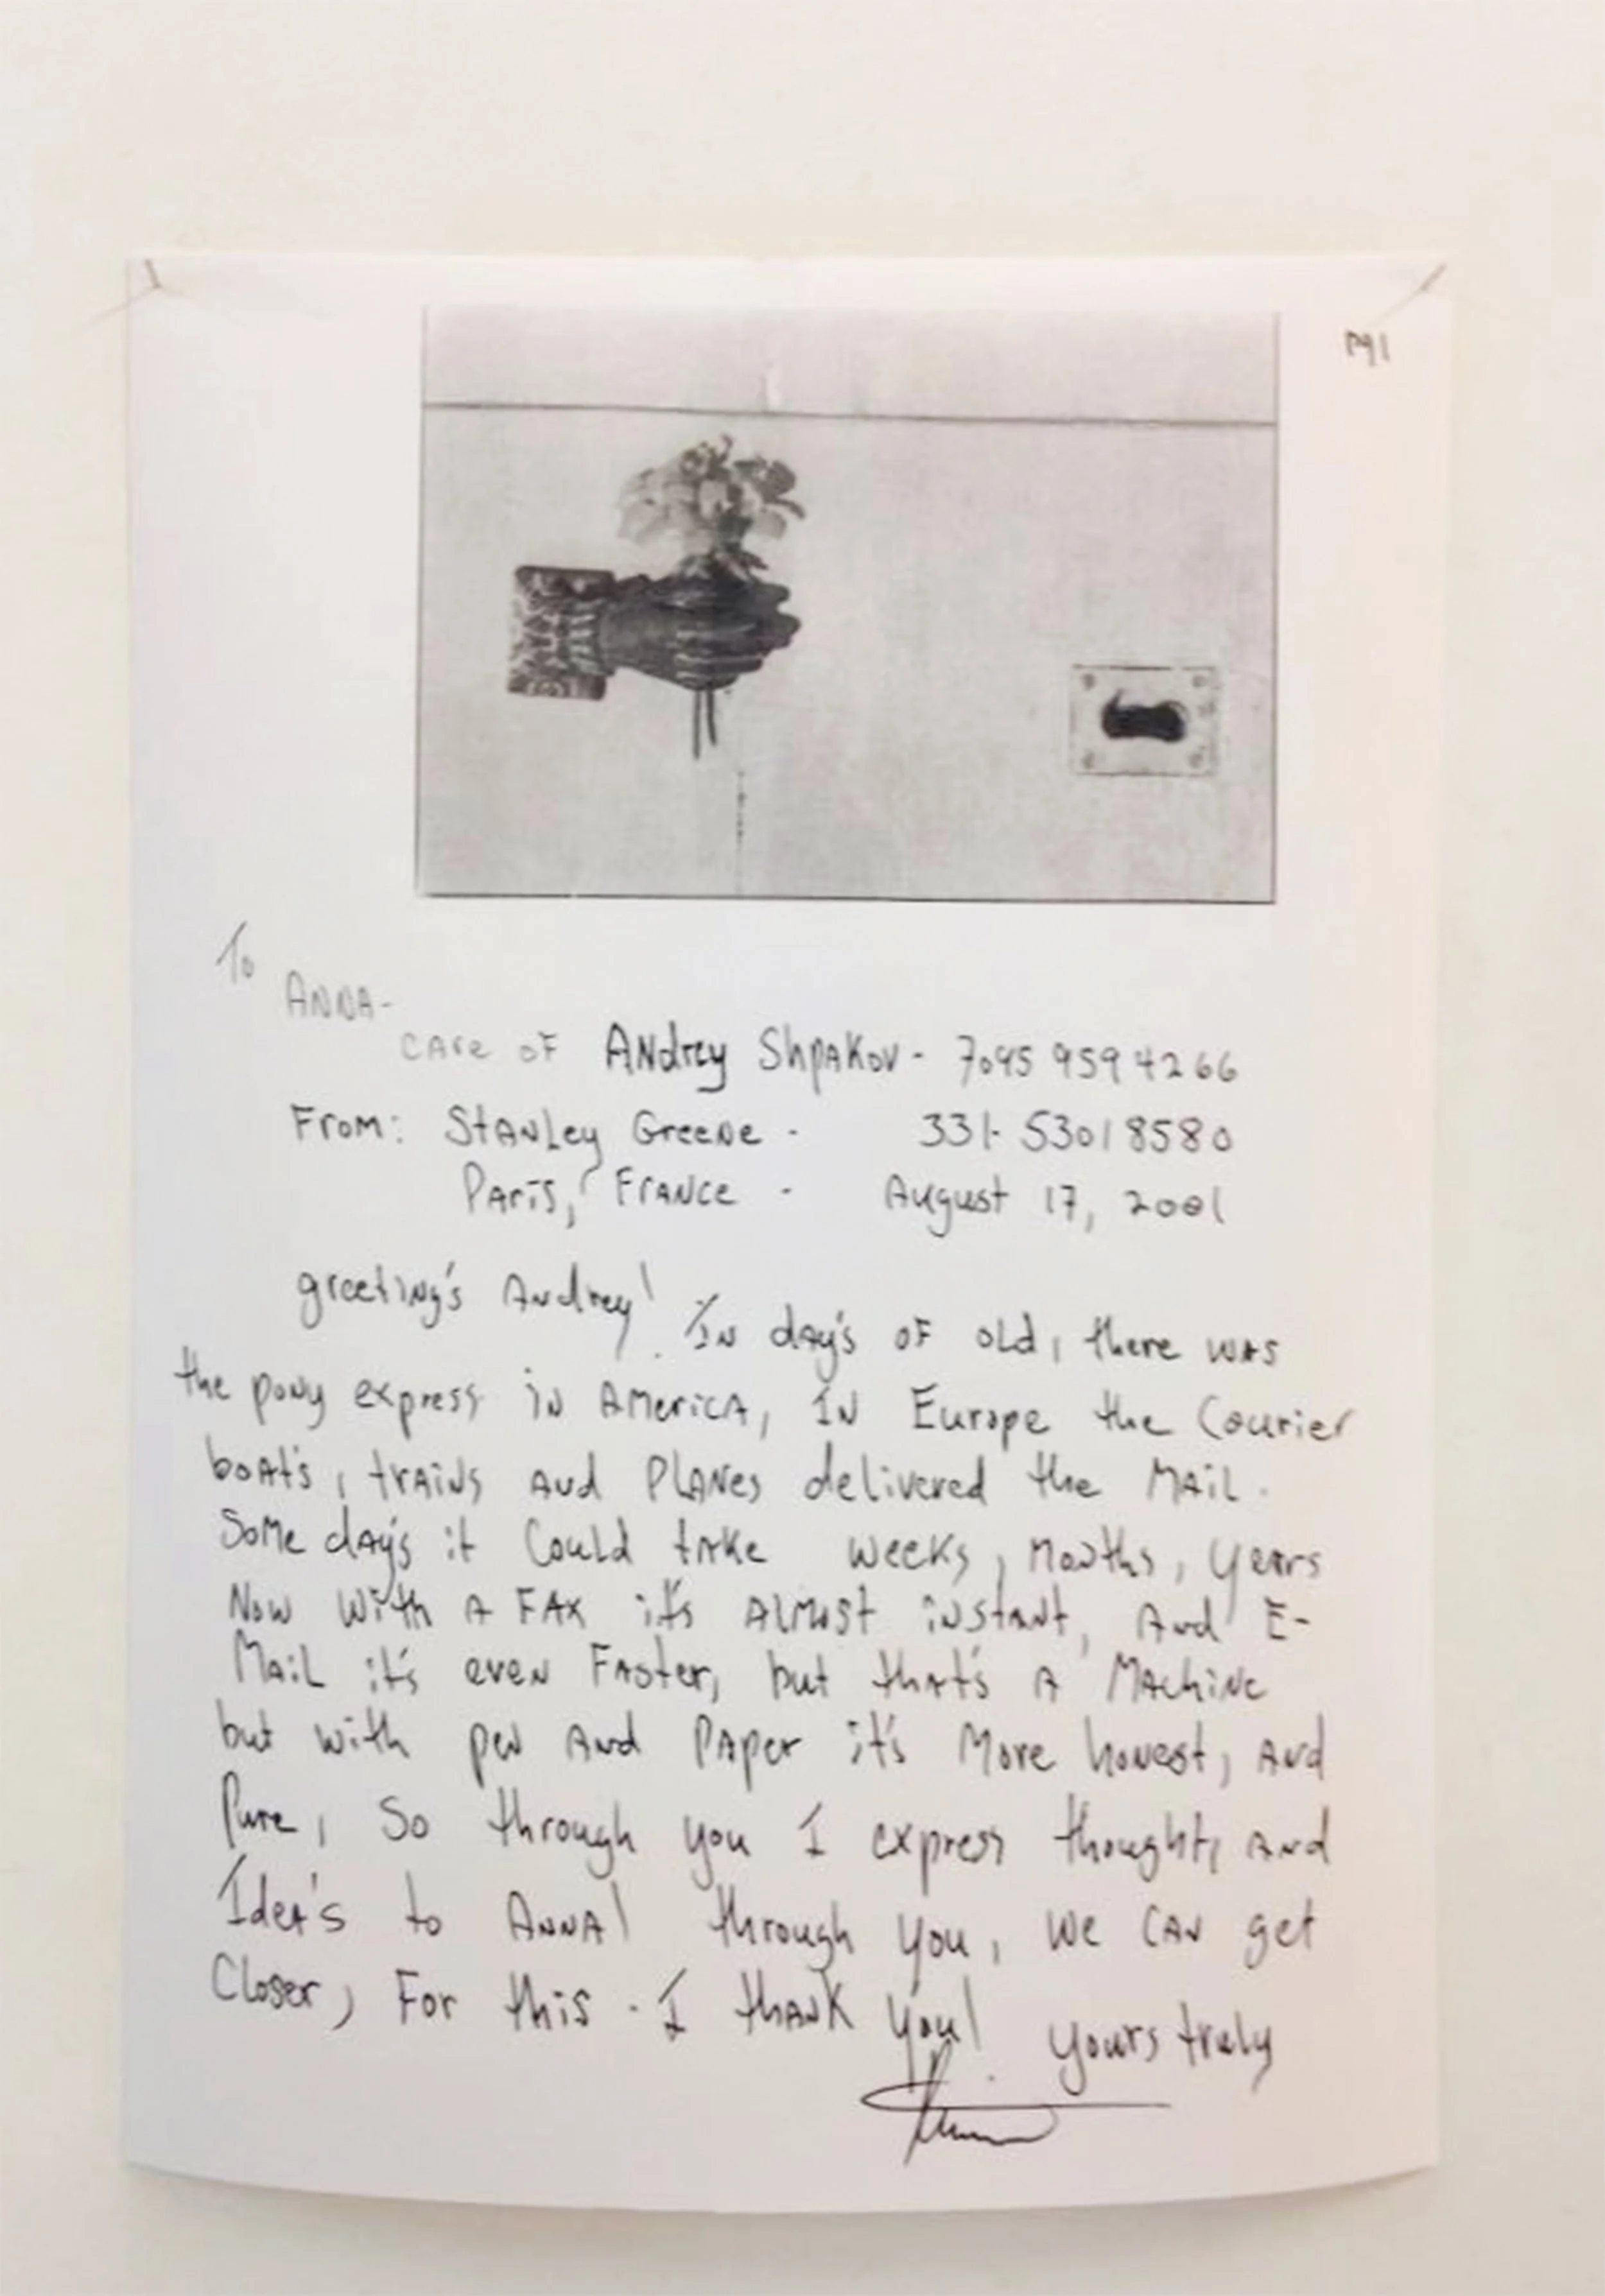 Pg1
To
ANNA-
care of Andrey Shpakov - 7095 959 4266
From: Stanley Greene - 331-53018580
Paris, France - August 17, 2001
greeting's Andrey!
In day's of old, there was
the pony express in America, In Europe the Courier
boat's, trains and Planes delivered the Mail.
Some day's it Could take weeks, Months, Years
Now with a FAX it's almost instant, and E-
Mail it's even Faster, but that's a Machine
but with pen and Paper it's More honest, and
Pure, So through you I express thought, and
Idea's to Anna! through you, we can get
Closer, For this - I thank you! Yours truly